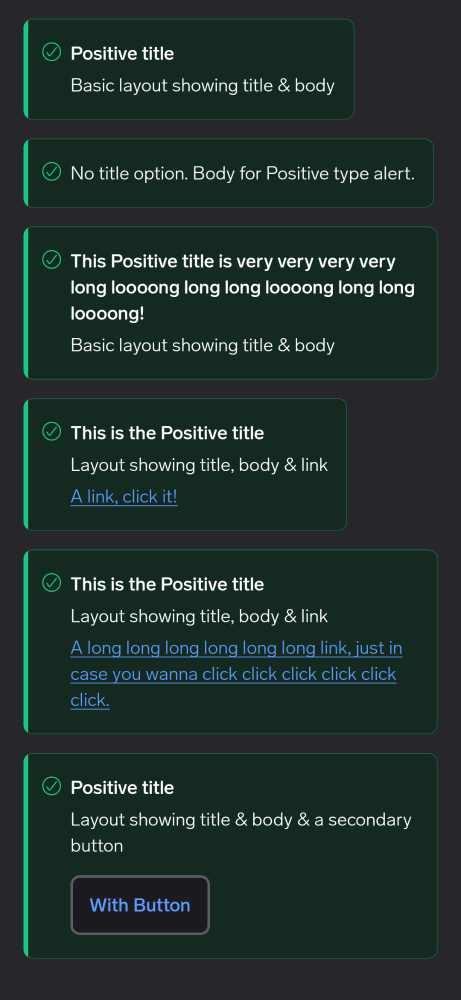 Positive title
Basic layout showing title & body
No title option. Body for Positive type alert.
This Positive title is very very very very
long loooong long long loooong long long
loooong!
Basic layout showing title & body
This is the Positive title
Layout showing title, body & link
A link, click it!
This is the Positive title
Layout showing title, body & link
A long long long long long long link, just in
case you wanna click click click click click
click.
Positive title
Layout showing title & body & a secondary
button
With Button